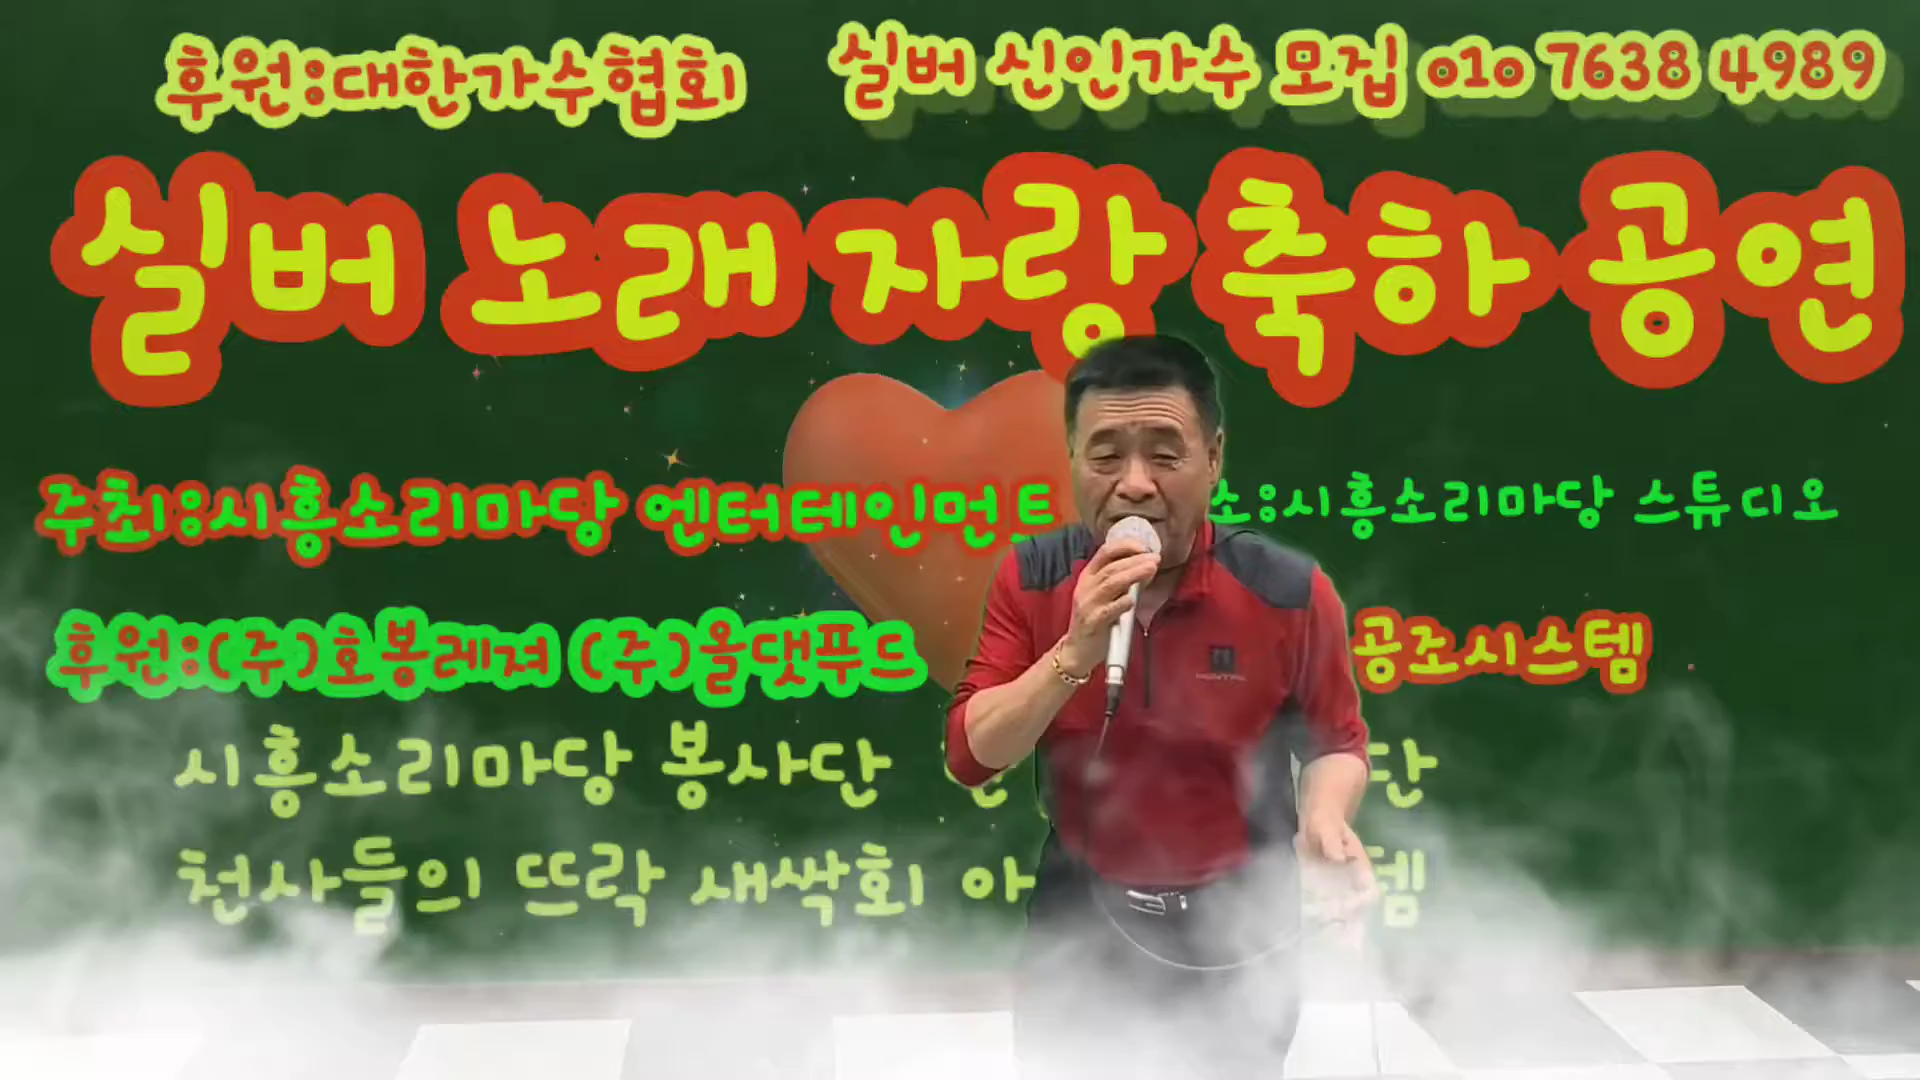 후원:대한가수협회
실버 신인가수 모집 010 7638 4989
실버 노래 자랑 축하 공연
주최:시흥소리마당 엔터테인먼트
소:시흥소리마당 스튜디오
후원:(주)호봉레져 (주)올댓푸드
공조시스템
시흥소리마당 봉사단
단
천사들의 뜨락 새싹회 아
템